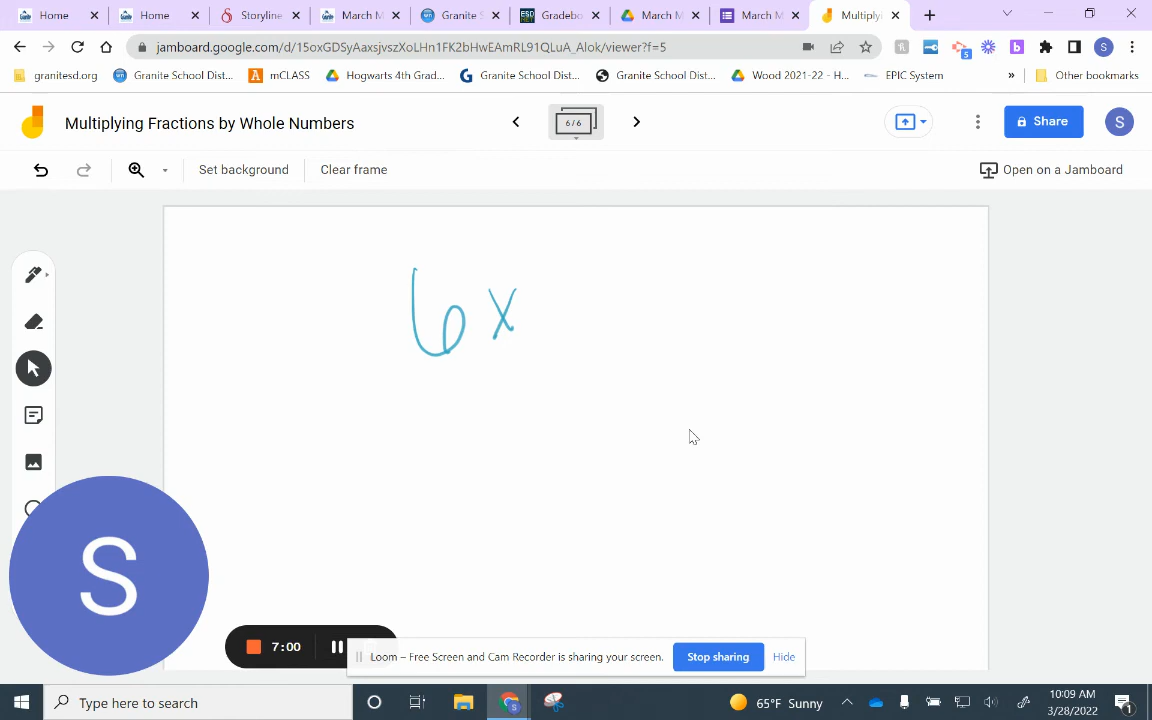 Home
Home
Storyline
March M
Granite S
Gradebo
March M
March M
Multiplyi
jamboard.google.com/d/15oxGDSyAaxsjvszXoLHn1FK2bHwEAmRL91QLuA_Alok/viewer?f=5
S
granitesd.org
Granite School Dist...
mCLASS
Hogwarts 4th Grad...
Granite School Dist...
Granite School Dist...
Wood 2021-22 - H...
EPIC System
»
Other bookmarks
Multiplying Fractions by Whole Numbers
6/6
Share
S
Set background
Clear frame
Open on a Jamboard
6 x
S
7:00
Loom – Free Screen and Cam Recorder is sharing your screen.
Stop sharing
Hide
Type here to search
65°F Sunny
10:09 AM
3/28/2022
1